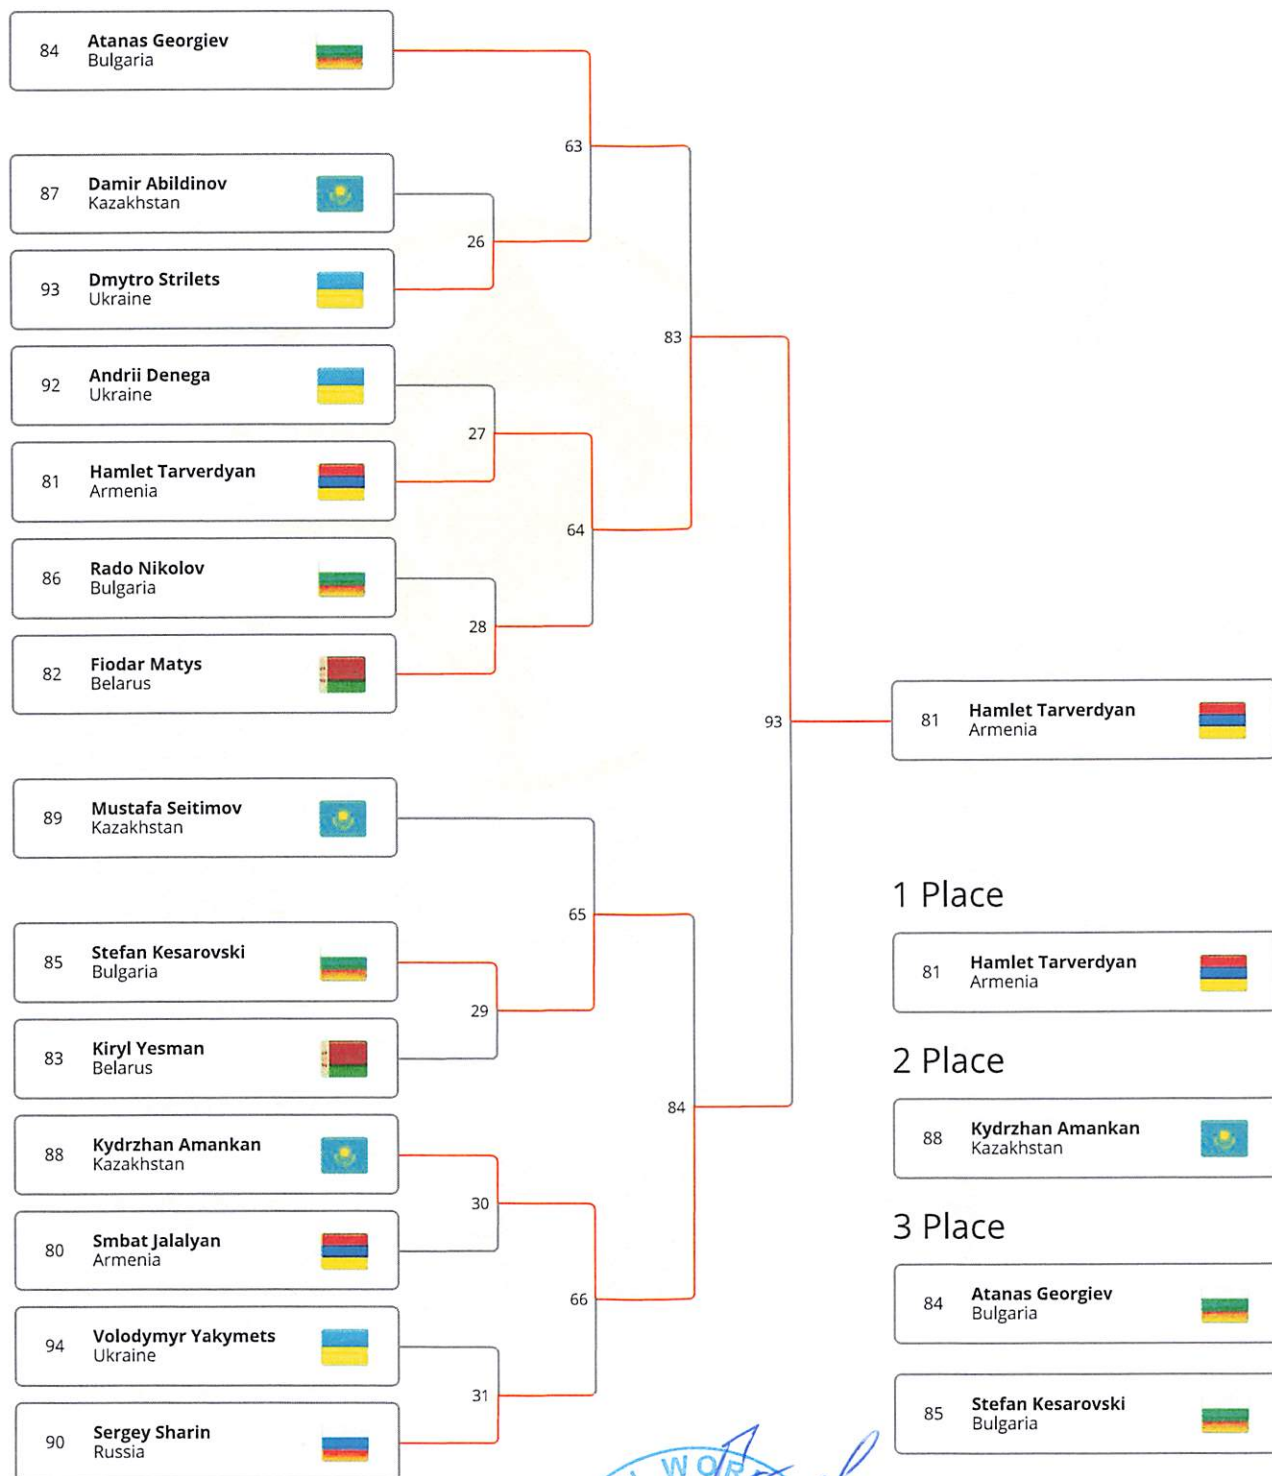 84
Atanas Georgiev
Bulgaria
63
87
Damir Abildinov
Kazakhstan
26
93
Dmytro Strilets
Ukraine
83
92
Andrii Denega
Ukraine
27
81
Hamlet Tarverdyan
Armenia
64
86
Rado Nikolov
Bulgaria
28
82
Fiodar Matys
Belarus
93
81
Hamlet Tarverdyan
Armenia
89
Mustafa Seitimov
Kazakhstan
65
85
Stefan Kesarovski
Bulgaria
29
83
Kiryl Yesman
Belarus
84
88
Kydrzhan Amankan
Kazakhstan
30
80
Smbat Jalalyan
Armenia
66
94
Volodymyr Yakymets
Ukraine
31
90
Sergey Sharin
Russia
1 Place
81
Hamlet Tarverdyan
Armenia
2 Place
88
Kydrzhan Amankan
Kazakhstan
3 Place
84
Atanas Georgiev
Bulgaria
85
Stefan Kesarovski
Bulgaria